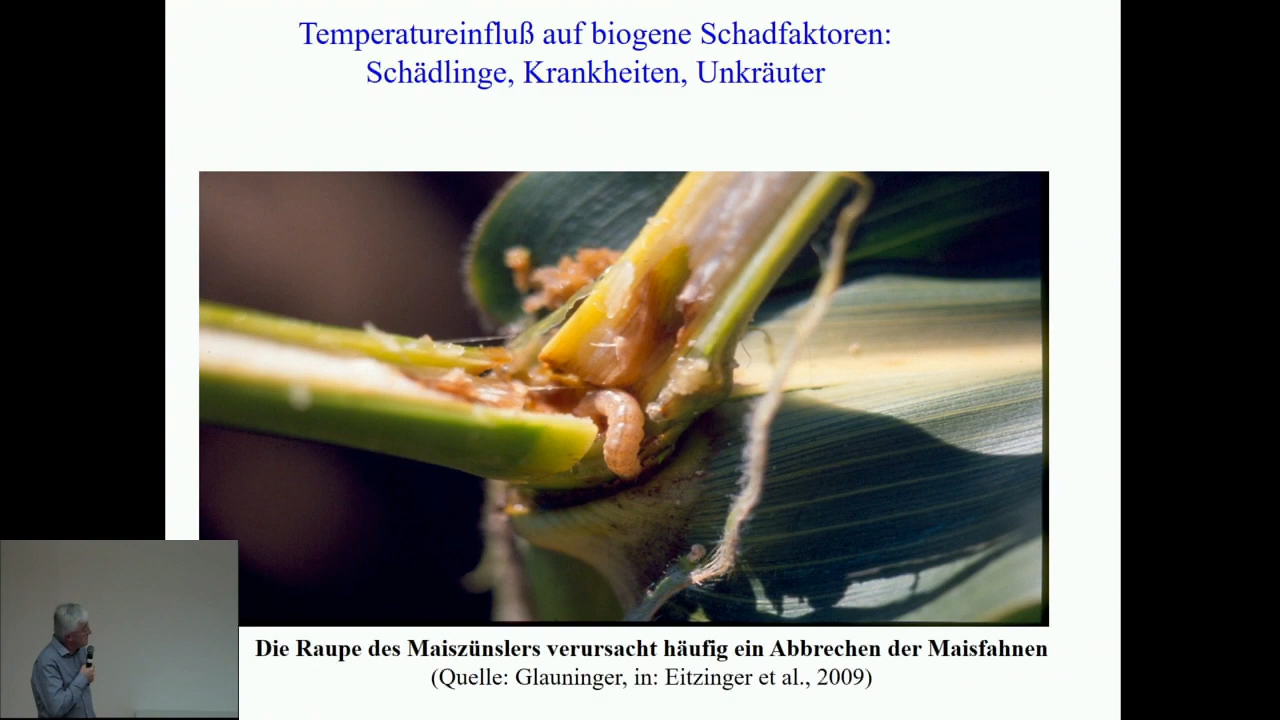 Temperatureinfluß auf biogene Schadfaktoren:
Schädlinge, Krankheiten, Unkräuter
Die Raupe des Maiszünslers verursacht häufig ein Abbrechen der Maisfahnen
(Quelle: Glauninger, in: Eitzinger et al., 2009)